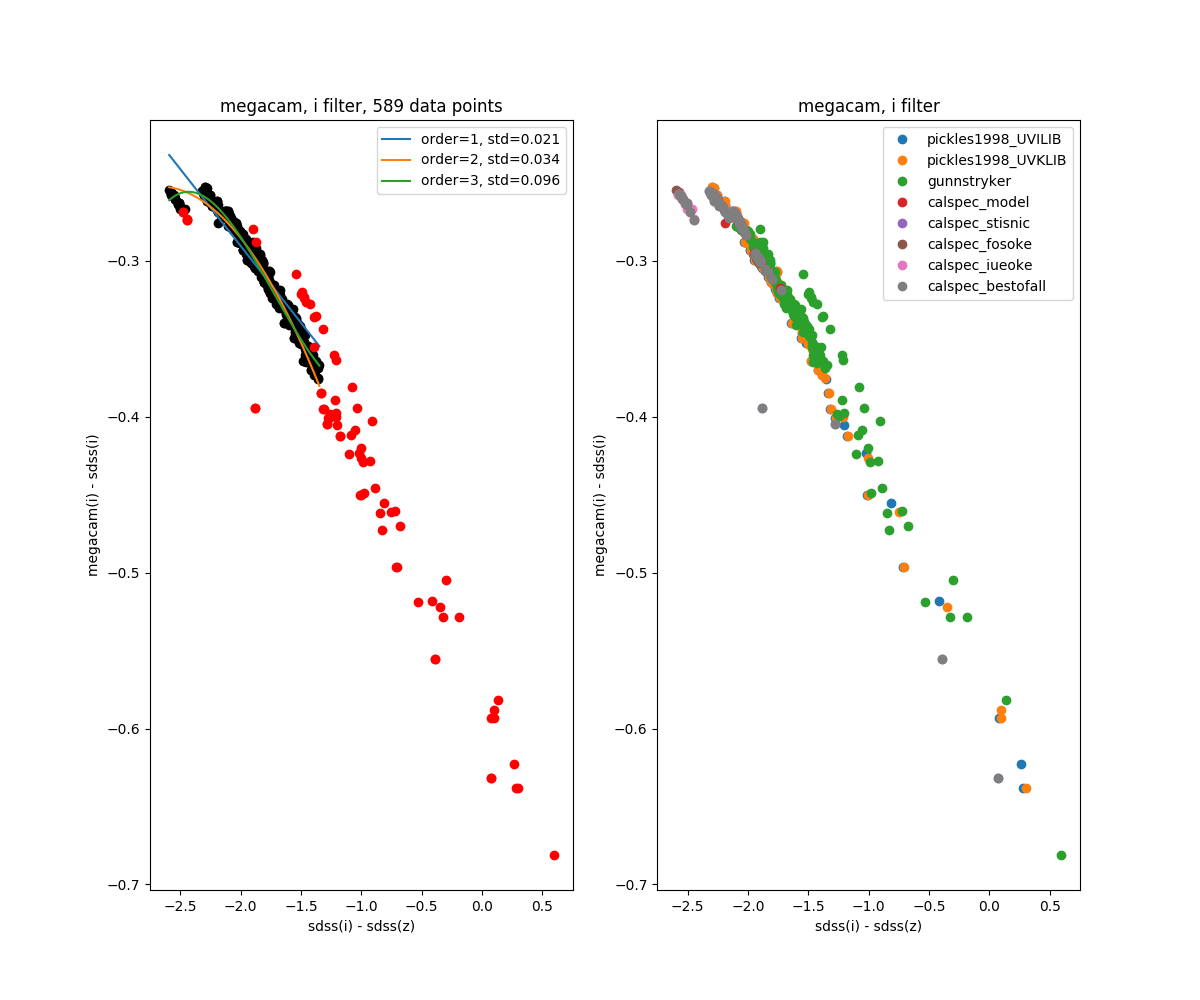 megacam, i filter, 589 data points
order=1, std=0.021
order=2, std=0.034
order=3, std=0.096
−0.3
−0.4
−0.5
−0.6
−0.7
megacam(i) - sdss(i)
−2.5 −2.0 −1.5 −1.0 −0.5 0.0 0.5
sdss(i) - sdss(z)
megacam, i filter
pickles1998_UVILIB
pickles1998_UVKLIB
gunnstryker
calspec_model
calspec_stisnic
calspec_fosoke
calspec_iueoke
calspec_bestofall
−0.3
−0.4
−0.5
−0.6
−0.7
megacam(i) - sdss(i)
−2.5 −2.0 −1.5 −1.0 −0.5 0.0 0.5
sdss(i) - sdss(z)